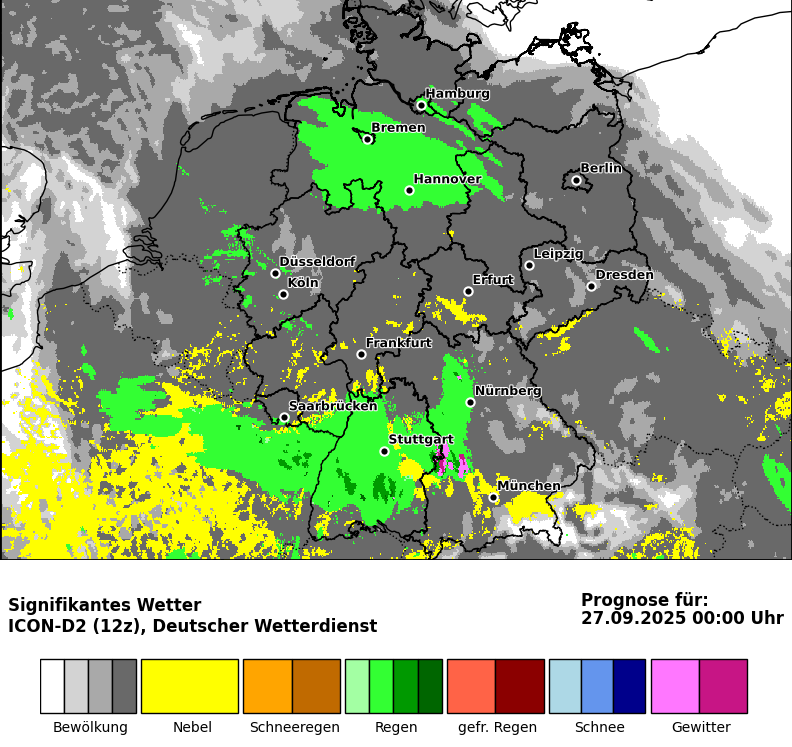 Hamburg
Bremen
Berlin
Hannover
Leipzig
Düsseldorf
Dresden
Köln
Erfurt
Frankfurt
Nürnberg
Saarbrücken
Stuttgart
München
Signifikantes Wetter
ICON-D2 (12z), Deutscher Wetterdienst
Prognose für:
27.09.2025 00:00 Uhr
Bewölkung Nebel Schneeregen Regen gefr. Regen Schnee Gewitter